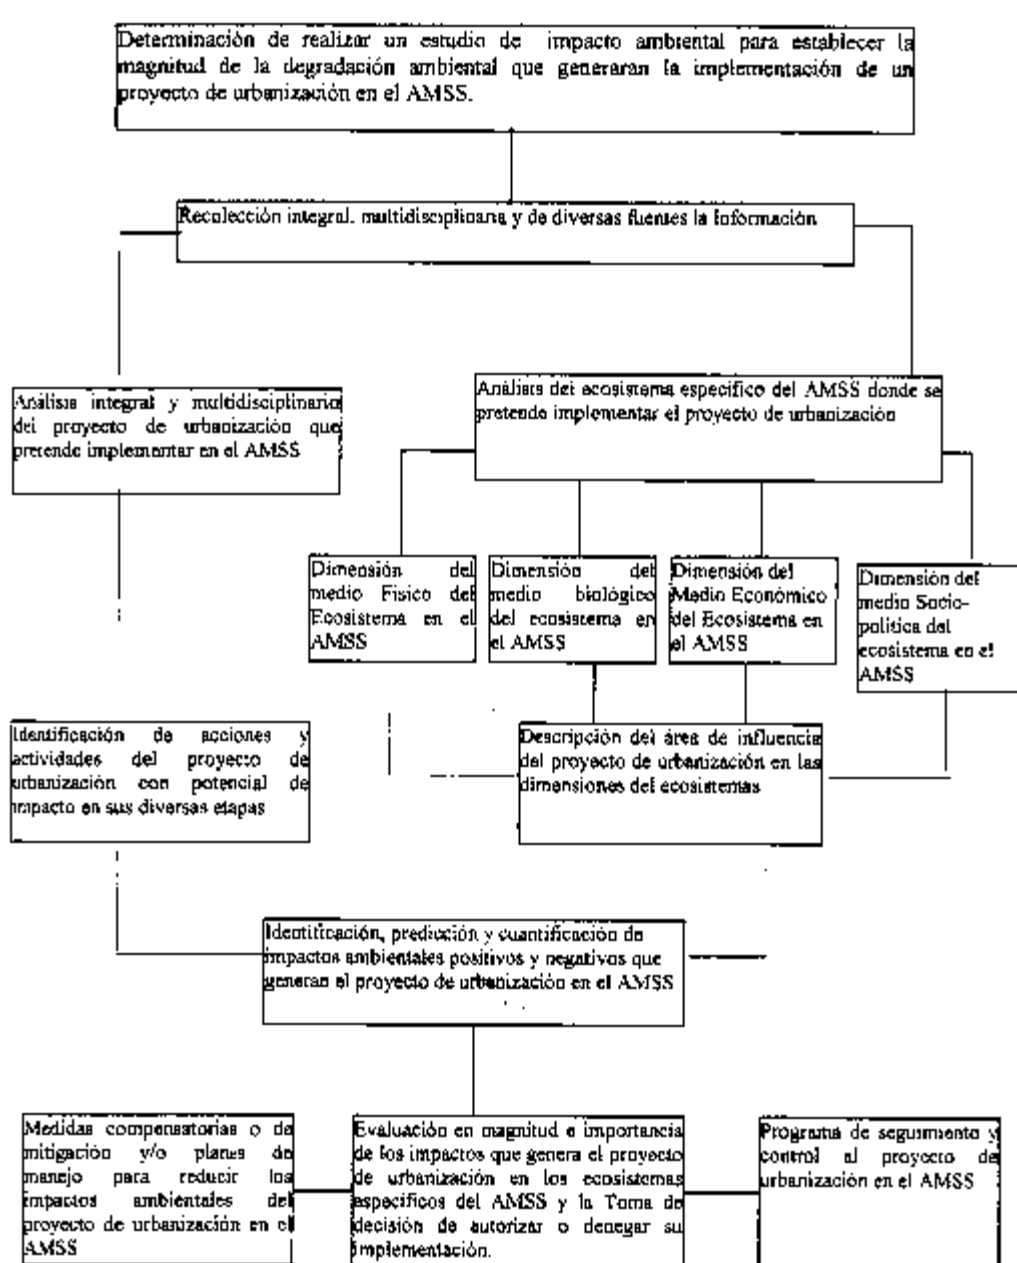 Determinación de realizar un estudio de impacto ambiental para establecer la
magnitud de la degradación ambiental que generaran la implementación de un
proyecto de urbanización en el AMSS.
Recolección integral, multidisciplinaria y de diversas fuentes la Información
Análisis integral y multidisciplinario
del proyecto de urbanización que
pretende implementar en el AMSS
Análisis del ecosistema especifico del AMSS donde se
pretende implementar el proyecto de urbanización
Dimensión del
medio Físico del
Ecosistema en el
AMSS
Dimensión del
medio biológico
del ecosistema en
el AMSS
Dimensión del
Medio Económico
del Ecosistema en
el AMSS
Dimensión del
medio Socio-
política del
ecosistema en el
AMSS
Identificación de acciones y
actividades del proyecto de
urbanización con potencial de
impacto en sus diversas etapas
Descripción del área de influencia
del proyecto de urbanización en las
dimensiones del ecosistemas
Identificación, predicción y cuantificación de
impactos ambientales positivos y negativos que
generan el proyecto de urbanización en el AMSS
Medidas compensatorias o de
mitigación y/o planes de
manejo para reducir los
impactos ambientales del
proyecto de urbanización en el
AMSS
Evaluación en magnitud e importancia
de los impactos que genera el proyecto
de urbanización en los ecosistemas
específicos del AMSS y la Toma de
decisión de autorizar o denegar su
implementación.
Programa de seguimiento y
control al proyecto de
urbanización en el AMSS